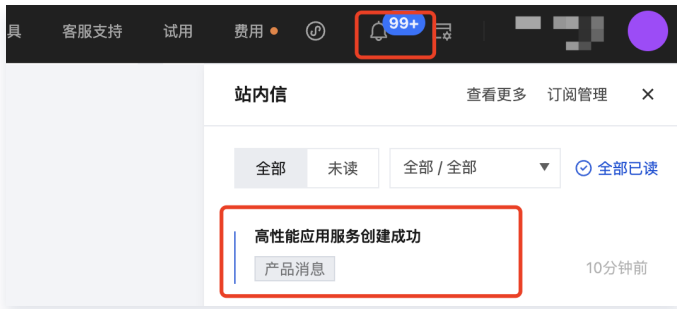 具 客服支持 试用 费用 99+
站内信 查看更多 订阅管理
全部 未读 全部 / 全部 全部已读
高性能应用服务创建成功
产品消息
10分钟前